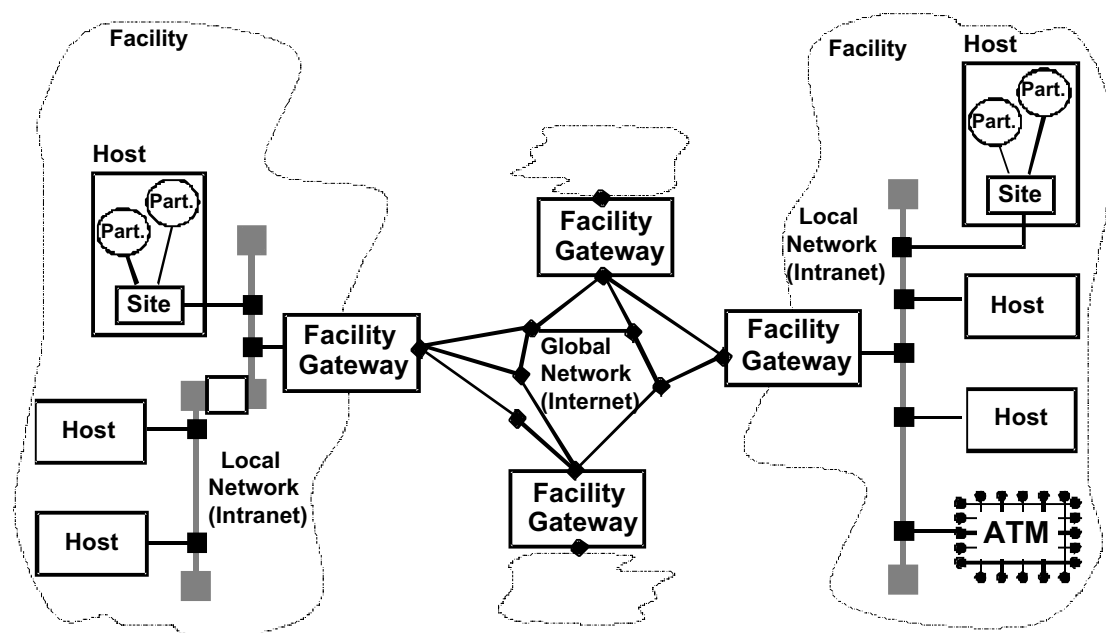 Facility
Host
Part.
Part.
Site
Facility
Gateway
Host
Host
Local
Network
(Intranet)
Facility
Gateway
Global
Network
(Internet)
Facility
Gateway
Facility
Host
Part.
Part.
Site
Local
Network
(Intranet)
Facility
Gateway
Host
Host
ATM